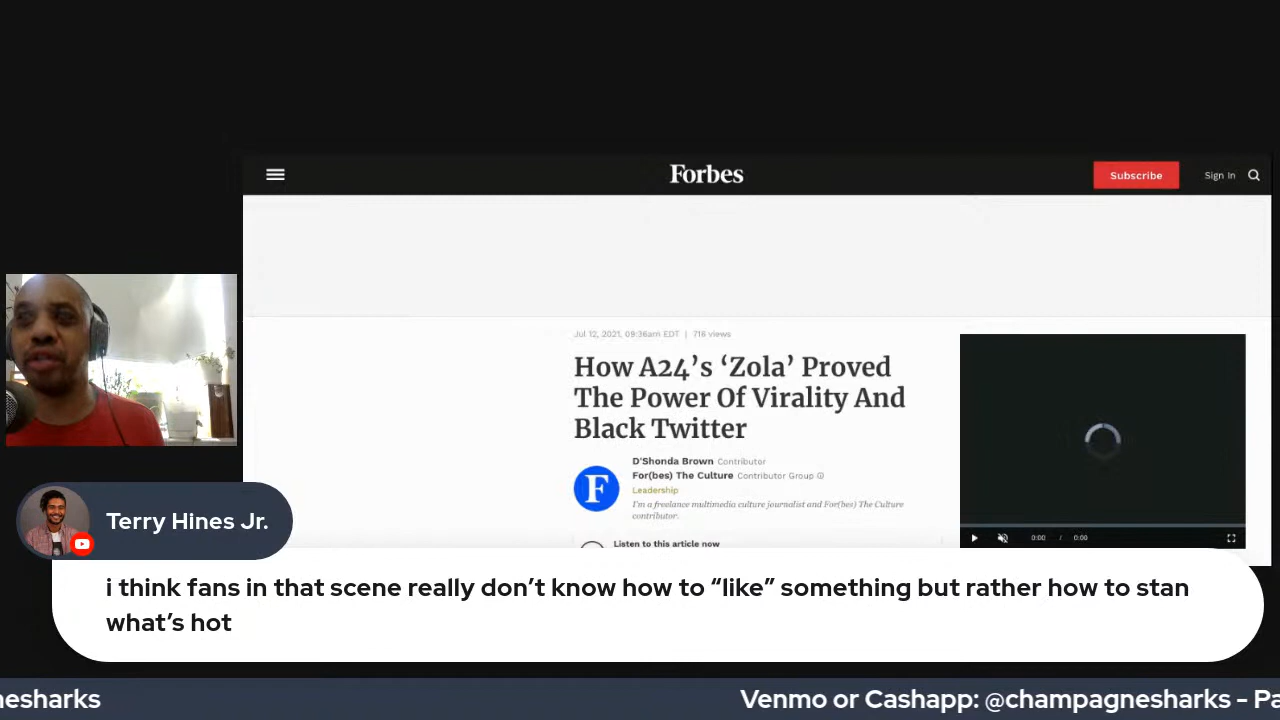 Forbes
Subscribe
Sign In
Jul 12, 2021, 09:36am EDT | 716 views
How A24’s ‘Zola’ Proved
The Power Of Virality And
Black Twitter
D'Shonda Brown Contributor
For(bes) The Culture Contributor Group
Leadership
I'm a freelance multimedia culture journalist and For(bes) The Culture
contributor.
F
Listen to this article now
0:00 / 0:00
Terry Hines Jr.
i think fans in that scene really don’t know how to “like” something but rather how to stan
what’s hot
nesharks
Venmo or Cashapp: @champagnesharks - Pa